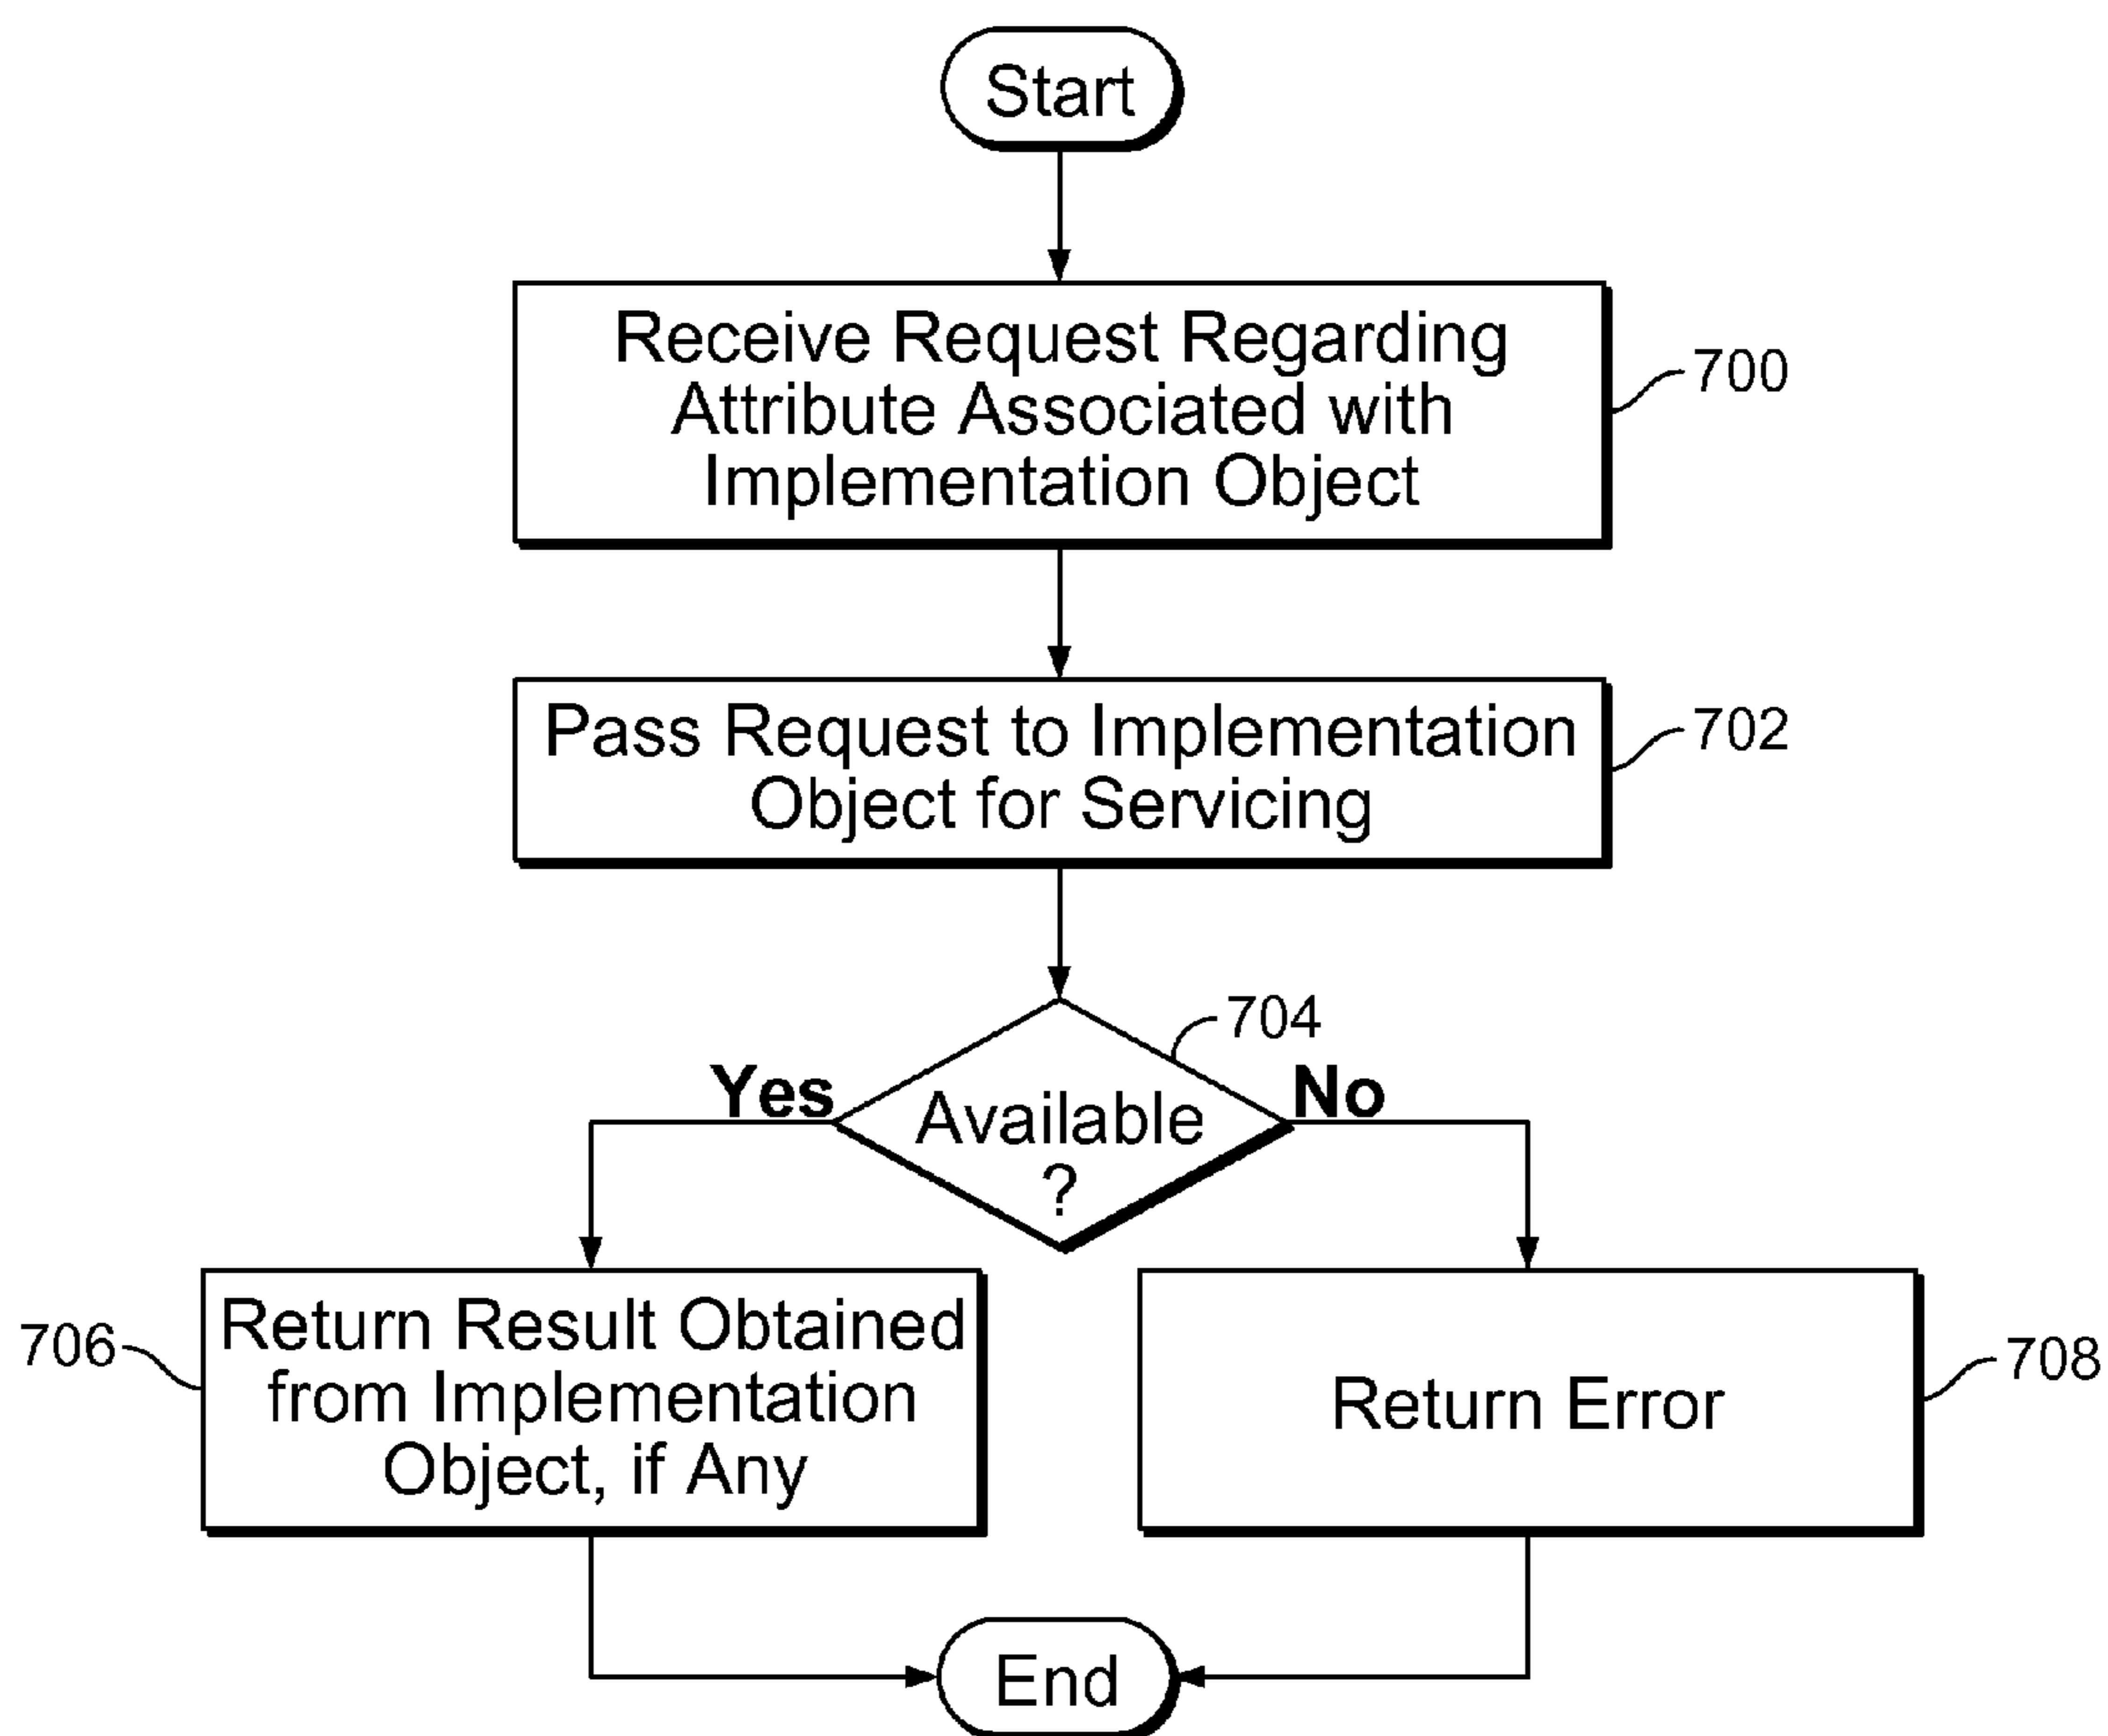 Start
Receive Request Regarding
Attribute Associated with
Implementation Object
700
Pass Request to Implementation
Object for Servicing
702
704
Yes
No
Available
?
706
Return Result Obtained
from Implementation
Object, if Any
Return Error
708
End